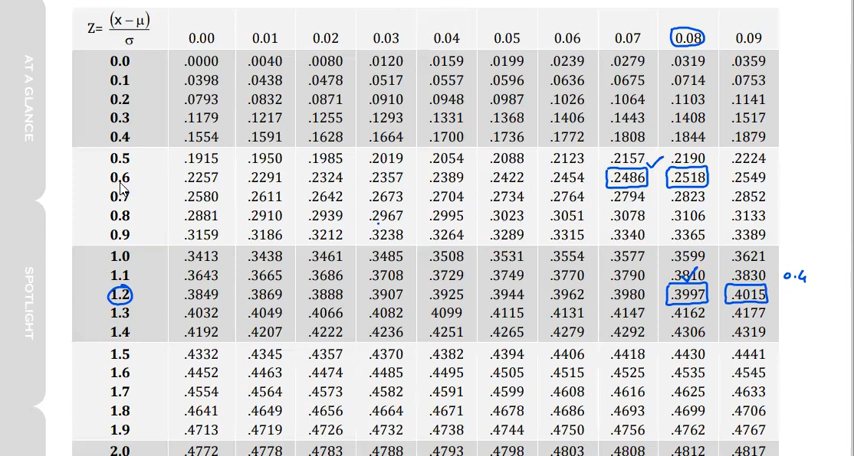 AT A GLANCE
SPOTLIGHT
Z= (x − μ) / σ 0.00 0.01 0.02 0.03 0.04 0.05 0.06 0.07 0.08 0.09
0.0 .0000 .0040 .0080 .0120 .0159 .0199 .0239 .0279 .0319 .0359
0.1 .0398 .0438 .0478 .0517 .0557 .0596 .0636 .0675 .0714 .0753
0.2 .0793 .0832 .0871 .0910 .0948 .0987 .1026 .1064 .1103 .1141
0.3 .1179 .1217 .1255 .1293 .1331 .1368 .1406 .1443 .1408 .1517
0.4 .1554 .1591 .1628 .1664 .1700 .1736 .1772 .1808 .1844 .1879
0.5 .1915 .1950 .1985 .2019 .2054 .2088 .2123 .2157 ✓ .2190 .2224
0.6 .2257 .2291 .2324 .2357 .2389 .2422 .2454 .2486 .2518 .2549
0.7 .2580 .2611 .2642 .2673 .2704 .2734 .2764 .2794 .2823 .2852
0.8 .2881 .2910 .2939 .2967 .2995 .3023 .3051 .3078 .3106 .3133
0.9 .3159 .3186 .3212 .3238 .3264 .3289 .3315 .3340 .3365 .3389
1.0 .3413 .3438 .3461 .3485 .3508 .3531 .3554 .3577 .3599 .3621
1.1 .3643 .3665 .3686 .3708 .3729 .3749 .3770 .3790 .3810 .3830 0.4
1.2 .3849 .3869 .3888 .3907 .3925 .3944 .3962 .3980 .3997 .4015
1.3 .4032 .4049 .4066 .4082 .4099 .4115 .4131 .4147 .4162 .4177
1.4 .4192 .4207 .4222 .4236 .4251 .4265 .4279 .4292 .4306 .4319
1.5 .4332 .4345 .4357 .4370 .4382 .4394 .4406 .4418 .4430 .4441
1.6 .4452 .4463 .4474 .4485 .4495 .4505 .4515 .4525 .4535 .4545
1.7 .4554 .4564 .4573 .4582 .4591 .4599 .4608 .4616 .4625 .4633
1.8 .4641 .4649 .4656 .4664 .4671 .4678 .4686 .4693 .4699 .4706
1.9 .4713 .4719 .4726 .4732 .4738 .4744 .4750 .4756 .4762 .4767
2.0 .4772 .4778 .4783 .4788 .4793 .4798 .4803 .4808 .4812 .4817